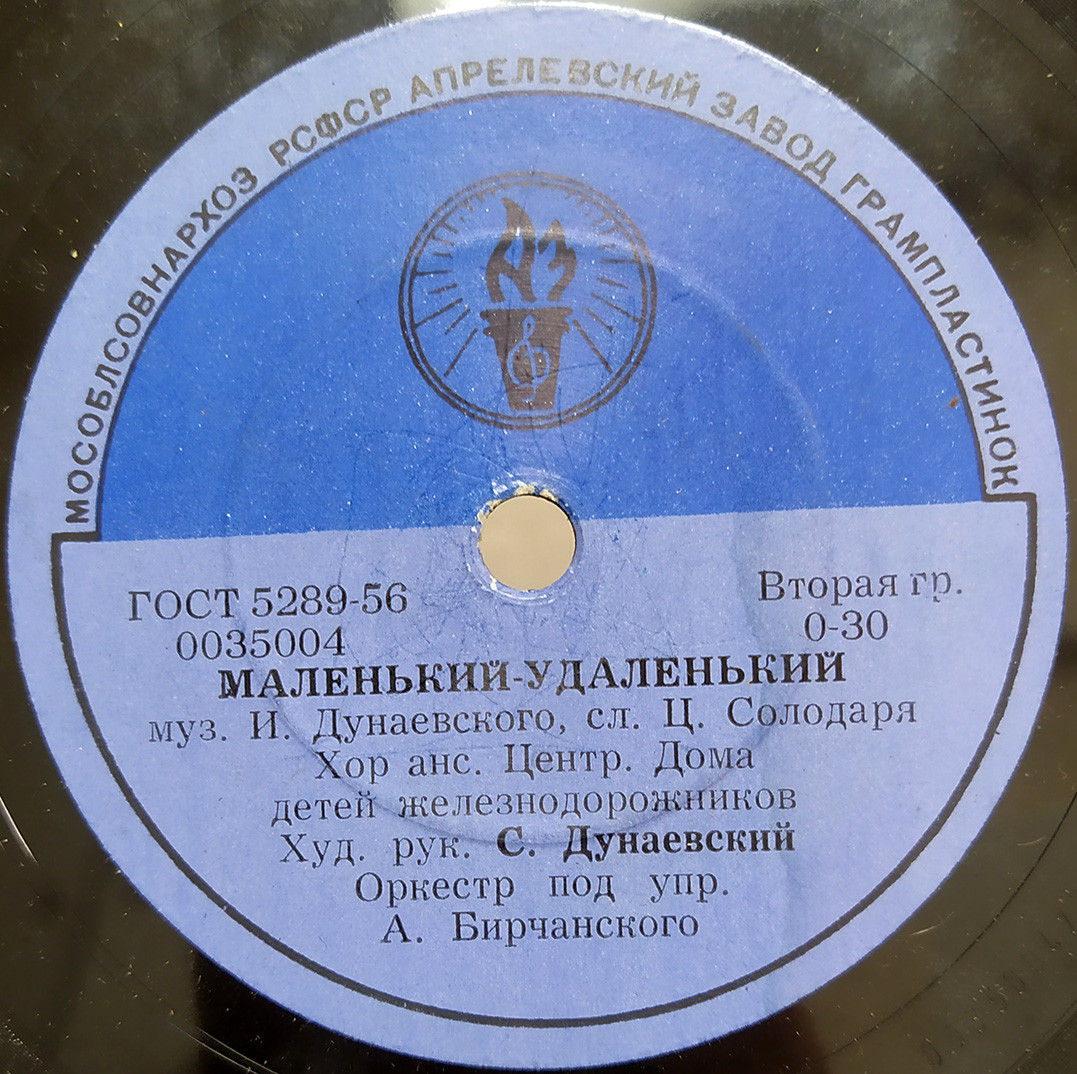 МОСОБЛСОВНАРХОЗ РСФСР АПРЕЛЕВСКИЙ ЗАВОД ГРАМПЛАСТИНОК
ГОСТ 5289-56
Вторая гр.
0035004
0-30
МАЛЕНЬКИЙ-УДАЛЕНЬКИЙ
муз. И. Дунаевского, сл. Ц. Солодаря
Хор анс. Центр. Дома
детей железнодорожников
Худ. рук. С. Дунаевский
Оркестр под упр.
А. Бирчанского